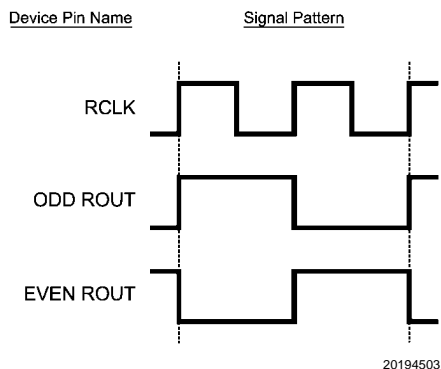 Device Pin Name Signal Pattern
RCLK
ODD ROUT
EVEN ROUT
20194503